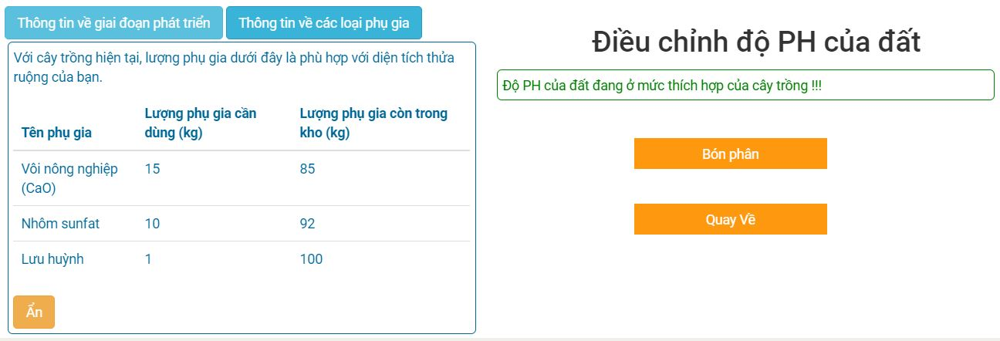 Thông tin về giai đoạn phát triển
Thông tin về các loại phụ gia
Với cây trồng hiện tại, lượng phụ gia dưới đây là phù hợp với diện tích thửa
ruộng của bạn.
Tên phụ gia
Lượng phụ gia cần
dùng (kg)
Lượng phụ gia còn trong
kho (kg)
Vôi nông nghiệp
(CaO)
15
85
Nhôm sunfat
10
92
Lưu huỳnh
1
100
Ẩn
Điều chỉnh độ PH của đất
Độ PH của đất đang ở mức thích hợp của cây trồng !!!
Bón phân
Quay Về